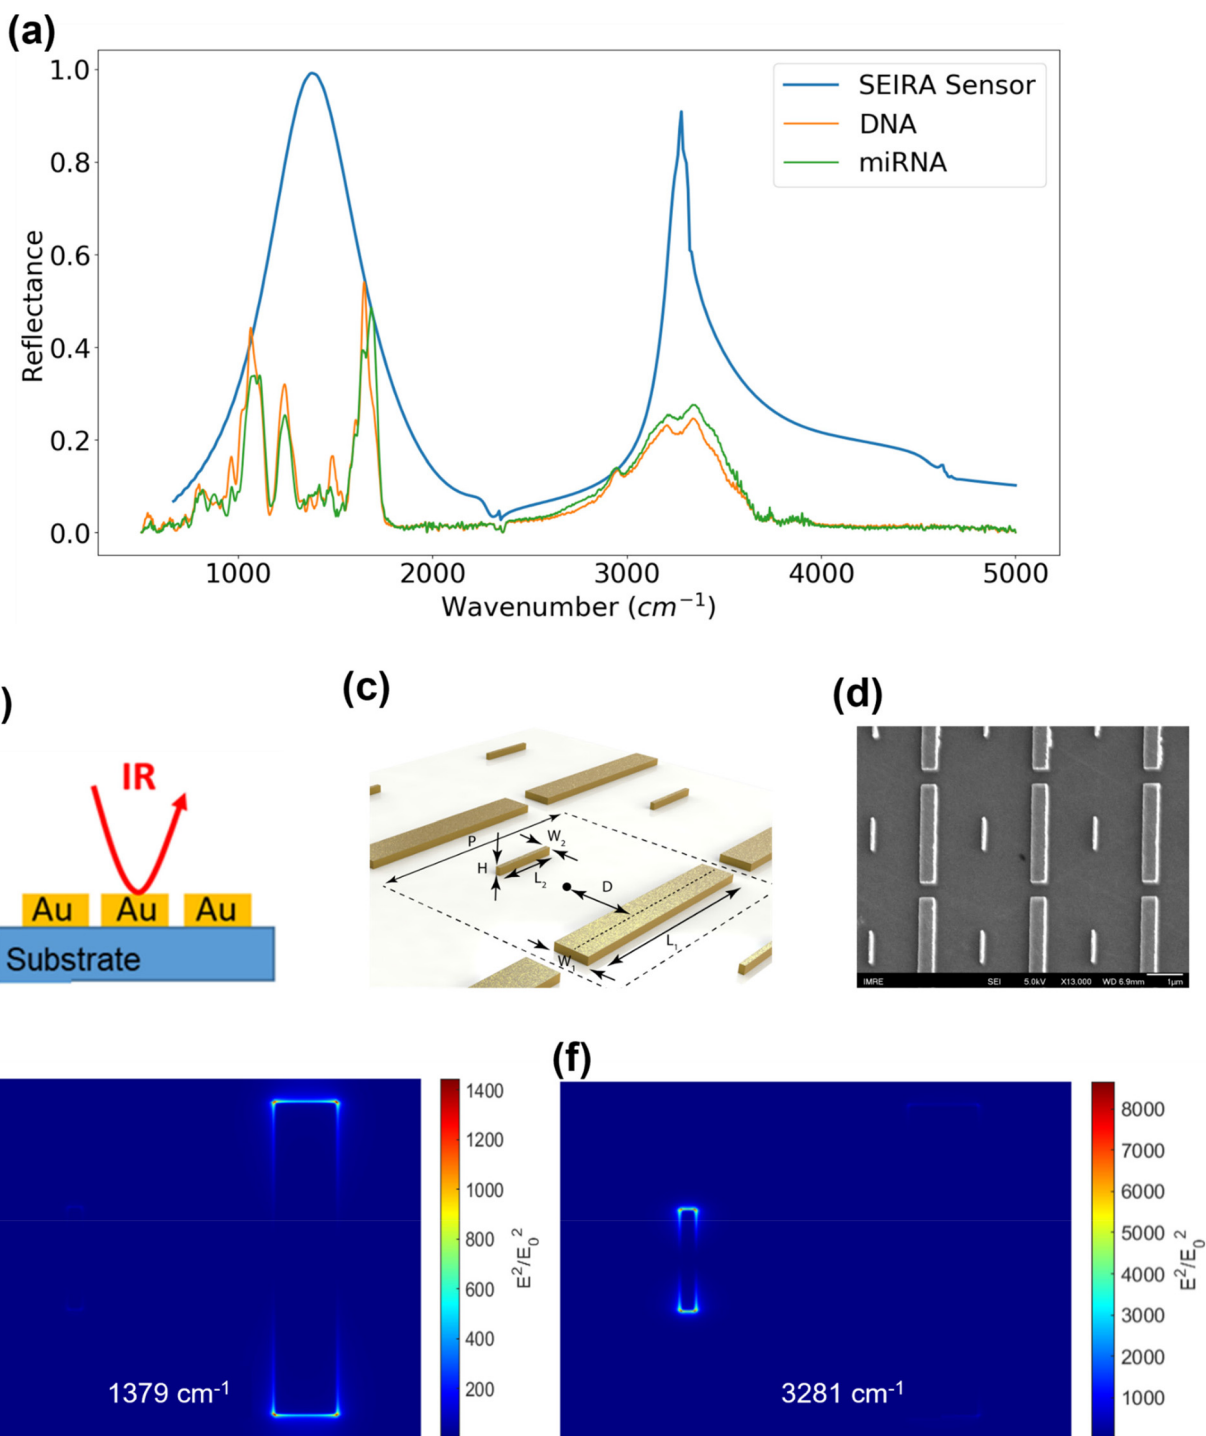 (a)
1.0
0.8
0.6
0.4
0.2
0.0
Reflectance
SEIRA Sensor
DNA
miRNA
1000 2000 3000 4000 5000
Wavenumber (cm⁻¹)
)
(c)
(d)
IR
Au Au Au
Substrate
P
W₂
H
L₂
D
L₁
W₁
IMRE SEI 5.0kV X13,000 WD 6.9mm 1µm
(f)
1400
1200
1000
800
600
400
200
E²/E₀²
1379 cm⁻¹
8000
7000
6000
5000
4000
3000
2000
1000
E²/E₀²
3281 cm⁻¹